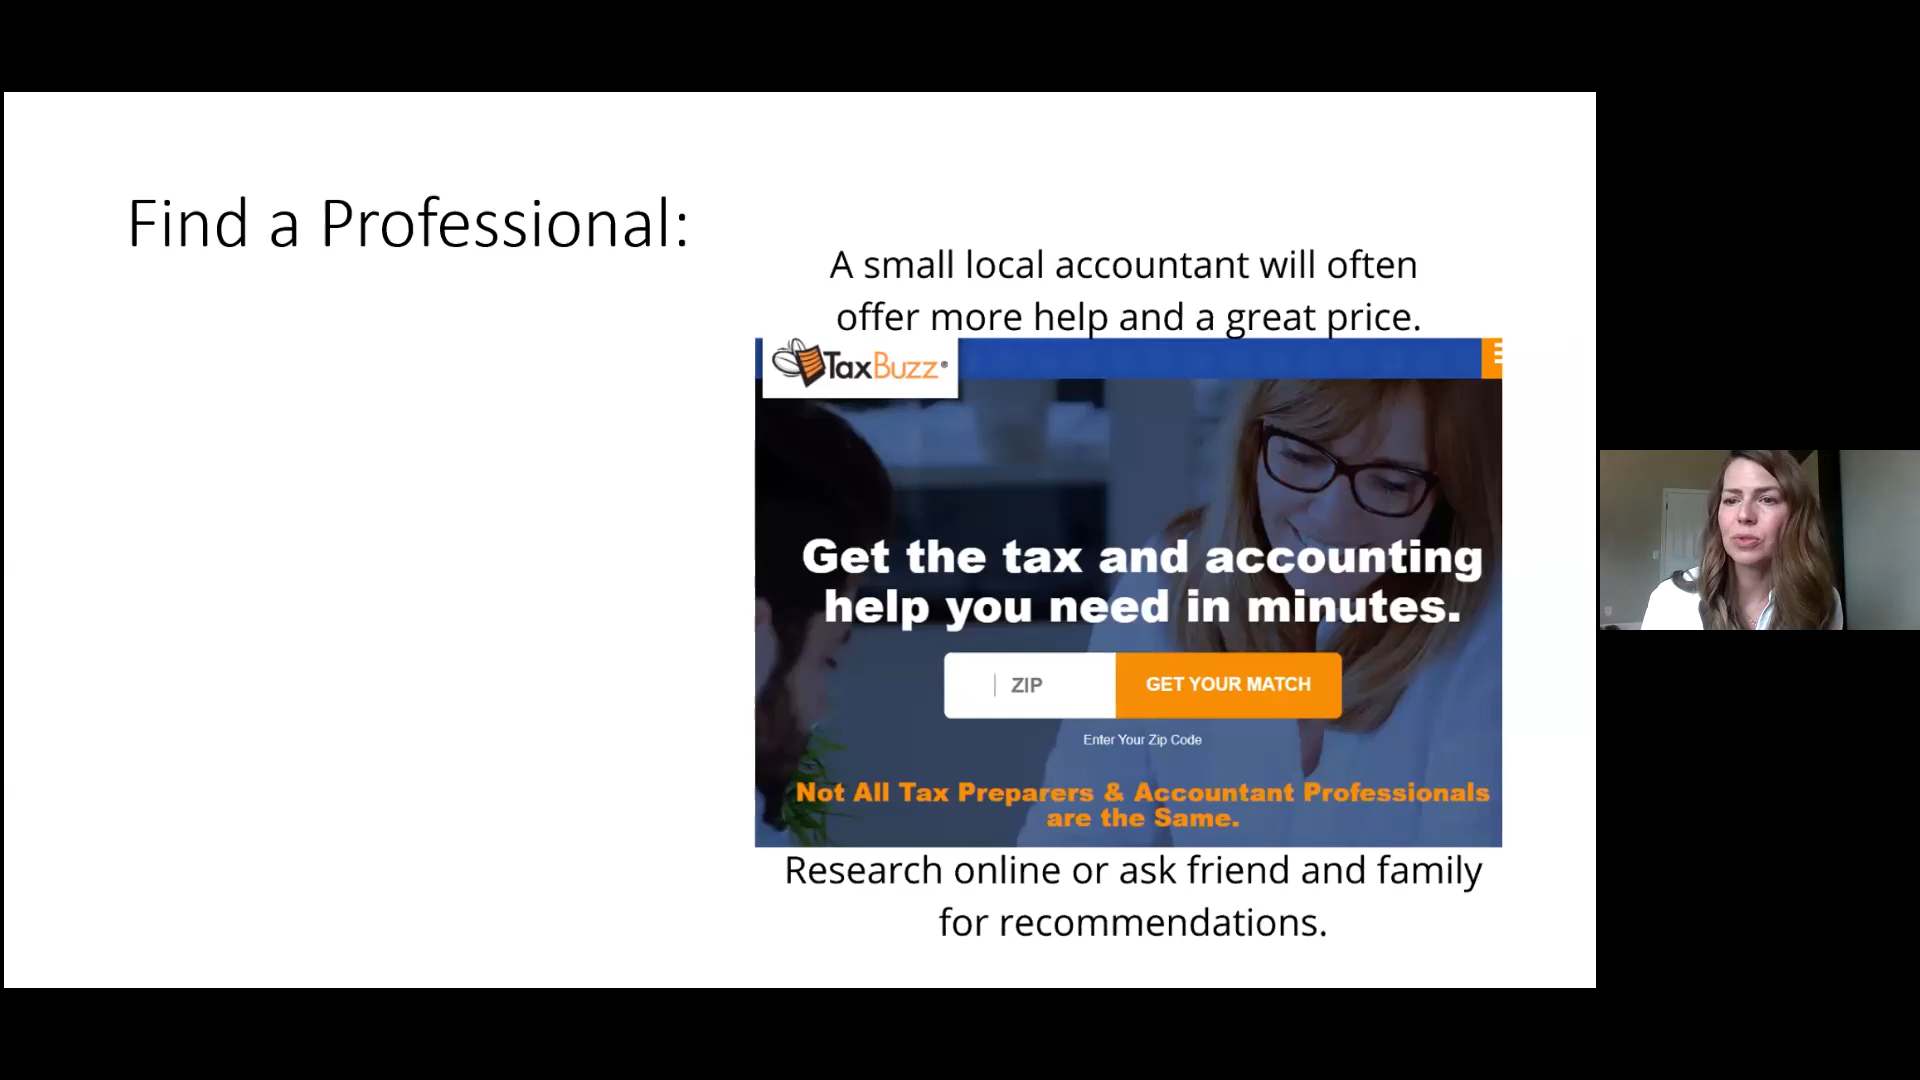 Find a Professional:
A small local accountant will often
offer more help and a great price.
TaxBuzz®
Get the tax and accounting
help you need in minutes.
ZIP
GET YOUR MATCH
Enter Your Zip Code
Not All Tax Preparers & Accountant Professionals
are the Same.
Research online or ask friend and family
for recommendations.